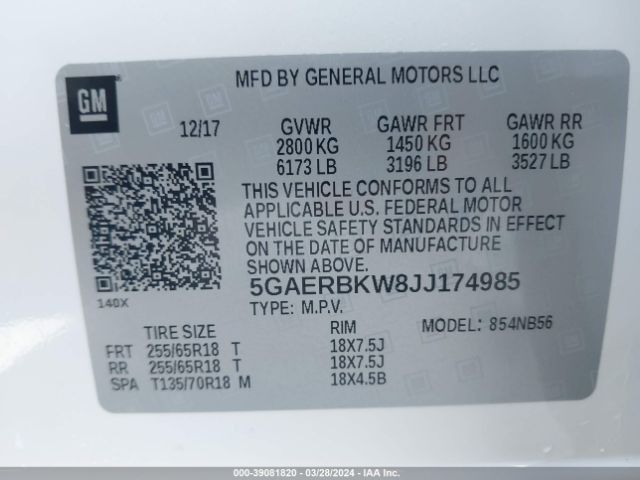 GM
MFD BY GENERAL MOTORS LLC
12/17
GVWR GAWR FRT GAWR RR
2800 KG 1450 KG 1600 KG
6173 LB 3196 LB 3527 LB
THIS VEHICLE CONFORMS TO ALL
APPLICABLE U.S. FEDERAL MOTOR
VEHICLE SAFETY STANDARDS IN EFFECT
ON THE DATE OF MANUFACTURE
SHOWN ABOVE.
140X
5GAERBKW8JJ174985
TYPE: M.P.V.
MODEL: 854NB56
TIRE SIZE RIM
FRT 255/65R18 T 18X7.5J
RR 255/65R18 T 18X7.5J
SPA T135/70R18 M 18X4.5B
000-39081820 - 03/28/2024 - IAA Inc.